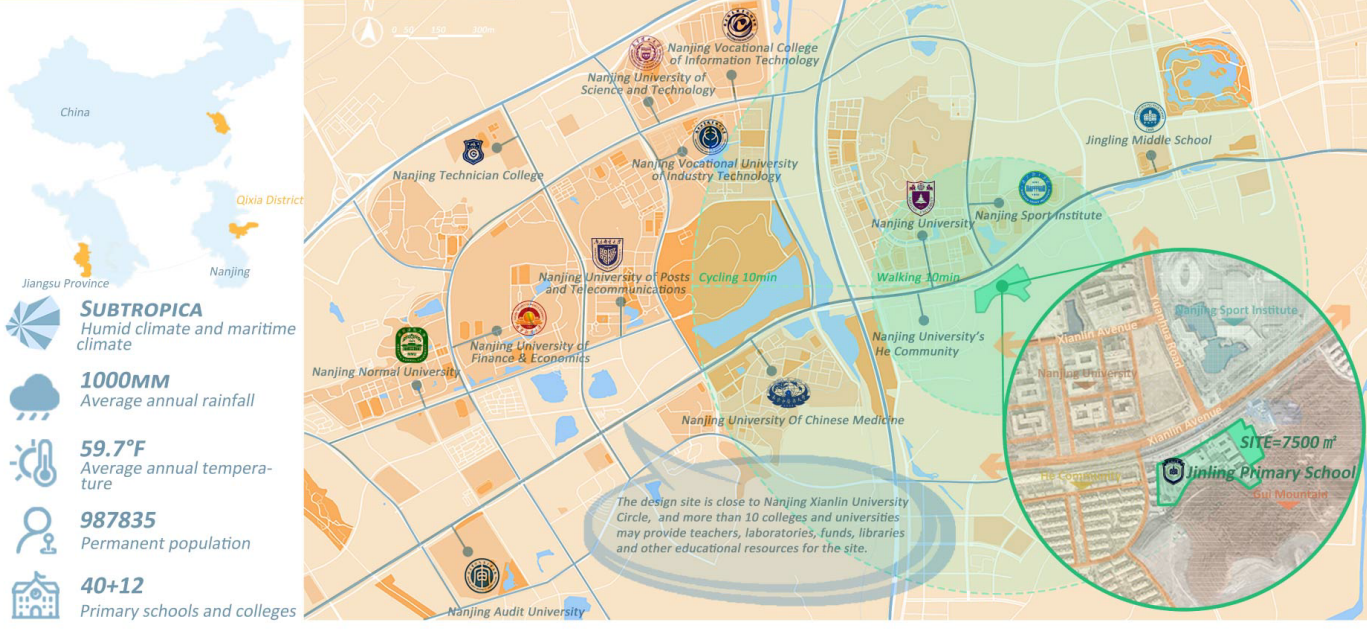 China
Qixia District
Nanjing
Jiangsu Province
SUBTROPICA
Humid climate and maritime
climate
1000MM
Average annual rainfall
59.7°F
Average annual tempera-
ture
987835
Permanent population
40+12
Primary schools and colleges
0 50 150 300m
Nanjing Vocational College
of Information Technology
Nanjing University of
Science and Technology
Jingling Middle School
Nanjing Technician College
Nanjing Vocational University
of Industry Technology
Nanjing University
Nanjing Sport Institute
Nanjing University of Posts
and Telecommunications
Cycling 10min
Walking 10min
Nanjing University of
Finance & Economics
Nanjing University's
He Community
Nanjing Normal University
Nanjing University Of Chinese Medicine
The design site is close to Nanjing Xianlin University
Circle, and more than 10 colleges and universities
may provide teachers, laboratories, funds, libraries
and other educational resources for the site.
Nanjing Audit University
Nanjing Sport Institute
Xianlin Avenue
Road
Nanjing University
Xianlin Avenue
SITE=7500 ㎡
Jinling Primary School
He Community
Gui Mountain